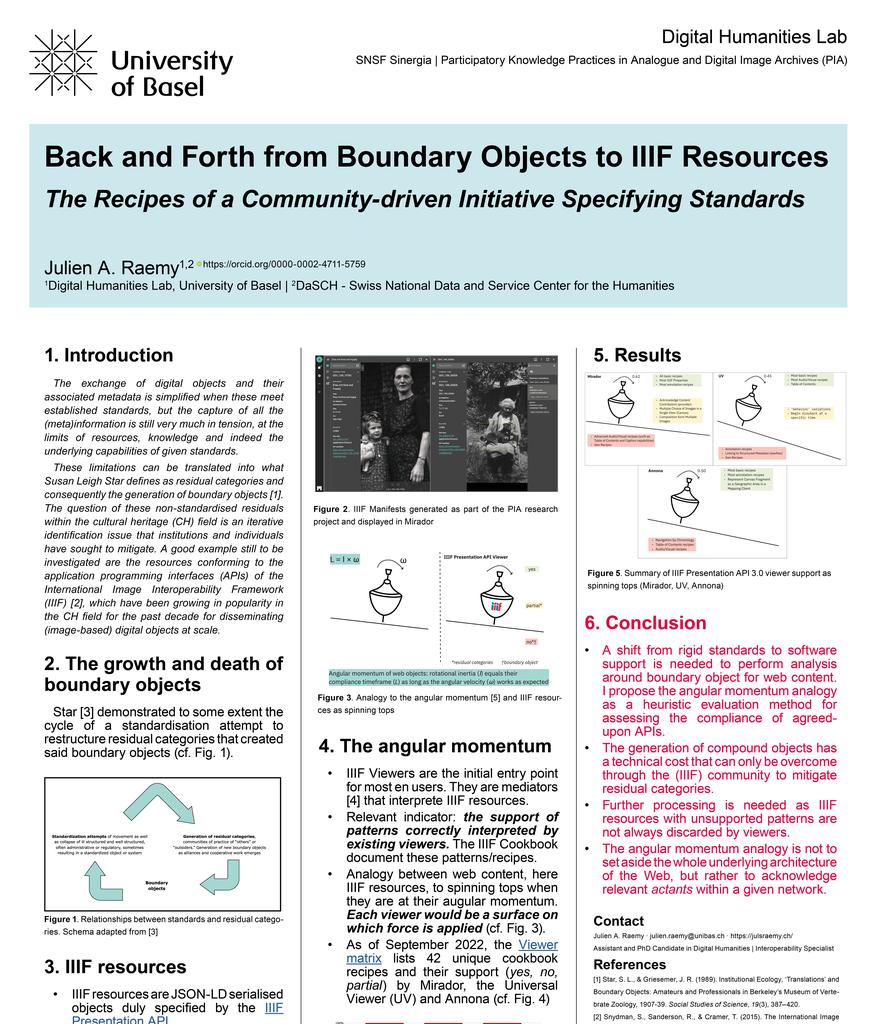 University
of Basel
Digital Humanities Lab
SNSF Sinergia | Participatory Knowledge Practices in Analogue and Digital Image Archives (PIA)
Back and Forth from Boundary Objects to IIIF Resources
The Recipes of a Community-driven Initiative Specifying Standards
Julien A. Raemy1,2 https://orcid.org/0000-0002-4711-5759
1Digital Humanities Lab, University of Basel | 2DaSCH - Swiss National Data and Service Center for the Humanities
1. Introduction
The exchange of digital objects and their
associated metadata is simplified when these meet
established standards, but the capture of all the
(meta)information is still very much in tension, at the
limits of resources, knowledge and indeed the
underlying capabilities of given standards.
These limitations can be translated into what
Susan Leigh Star defines as residual categories and
consequently the generation of boundary objects [1].
The question of these non-standardised residuals
within the cultural heritage (CH) field is an iterative
identification issue that institutions and individuals
have sought to mitigate. A good example still to be
investigated are the resources conforming to the
application programming interfaces (APIs) of the
International Image Interoperability Framework
(IIIF) [2], which have been growing in popularity in
the CH field for the past decade for disseminating
(image-based) digital objects at scale.
2. The growth and death of
boundary objects
Star [3] demonstrated to some extent the
cycle of a standardisation attempt to
restructure residual categories that created
said boundary objects (cf. Fig. 1).
Standardization attempts of movement as well
as collapse of ill structured and well structured,
often administrative or regulatory, sometimes
resulting in a standardized object or system
Generation of residual categories,
communities of practice of "others" or
"outsiders." Generation of new boundary objects
as alliances and cooperative work emerges
Boundary
objects
Figure 1. Relationships between standards and residual catego-
ries. Schema adapted from [3]
3. IIIF resources
• IIIF resources are JSON-LD serialised
objects duly specified by the IIIF
Presentation API
Figure 2. IIIF Manifests generated as part of the PIA research
project and displayed in Mirador
L = I × ω
ω
IIIF Presentation API Viewer
yes
partial*
no*†
*residual categories †boundary object
Angular momentum of web objects: rotational inertia (I) equals their
compliance timeframe (L) as long as the angular velocity (ω) works as expected
Figure 3. Analogy to the angular momentum [5] and IIIF resour-
ces as spinning tops
4. The angular momentum
• IIIF Viewers are the initial entry point
for most en users. They are mediators
[4] that interpret IIIF resources.
• Relevant indicator: the support of
patterns correctly interpreted by
existing viewers. The IIIF Cookbook
document these patterns/recipes.
• Analogy between web content, here
IIIF resources, to spinning tops when
they are at their augular momentum.
Each viewer would be a surface on
which force is applied (cf. Fig. 3).
• As of September 2022, the Viewer
matrix lists 42 unique cookbook
recipes and their support (yes, no,
partial) by Mirador, the Universal
Viewer (UV) and Annona (cf. Fig. 4)
5. Results
Mirador
0.62
UV
0.45
Annona
0.50
Figure 5. Summary of IIIF Presentation API 3.0 viewer support as
spinning tops (Mirador, UV, Annona)
6. Conclusion
• A shift from rigid standards to software
support is needed to perform analysis
around boundary object for web content.
I propose the angular momentum analogy
as a heuristic evaluation method for
assessing the compliance of agreed-
upon APIs.
• The generation of compound objects has
a technical cost that can only be overcome
through the (IIIF) community to mitigate
residual categories.
• Further processing is needed as IIIF
resources with unsupported patterns are
not always discarded by viewers.
• The angular momentum analogy is not to
set aside the whole underlying architecture
of the Web, but rather to acknowledge
relevant actants within a given network.
Contact
Julien A. Raemy · julien.raemy@unibas.ch · https://julsraemy.ch/
Assistant and PhD Candidate in Digital Humanities | Interoperability Specialist
References
[1] Star, S. L., & Griesemer, J. R. (1989). Institutional Ecology, 'Translations' and
Boundary Objects: Amateurs and Professionals in Berkeley's Museum of Verte-
brate Zoology, 1907-39. Social Studies of Science, 19(3), 387–420.
[2] Snydman, S., Sanderson, R., & Cramer, T. (2015). The International Image